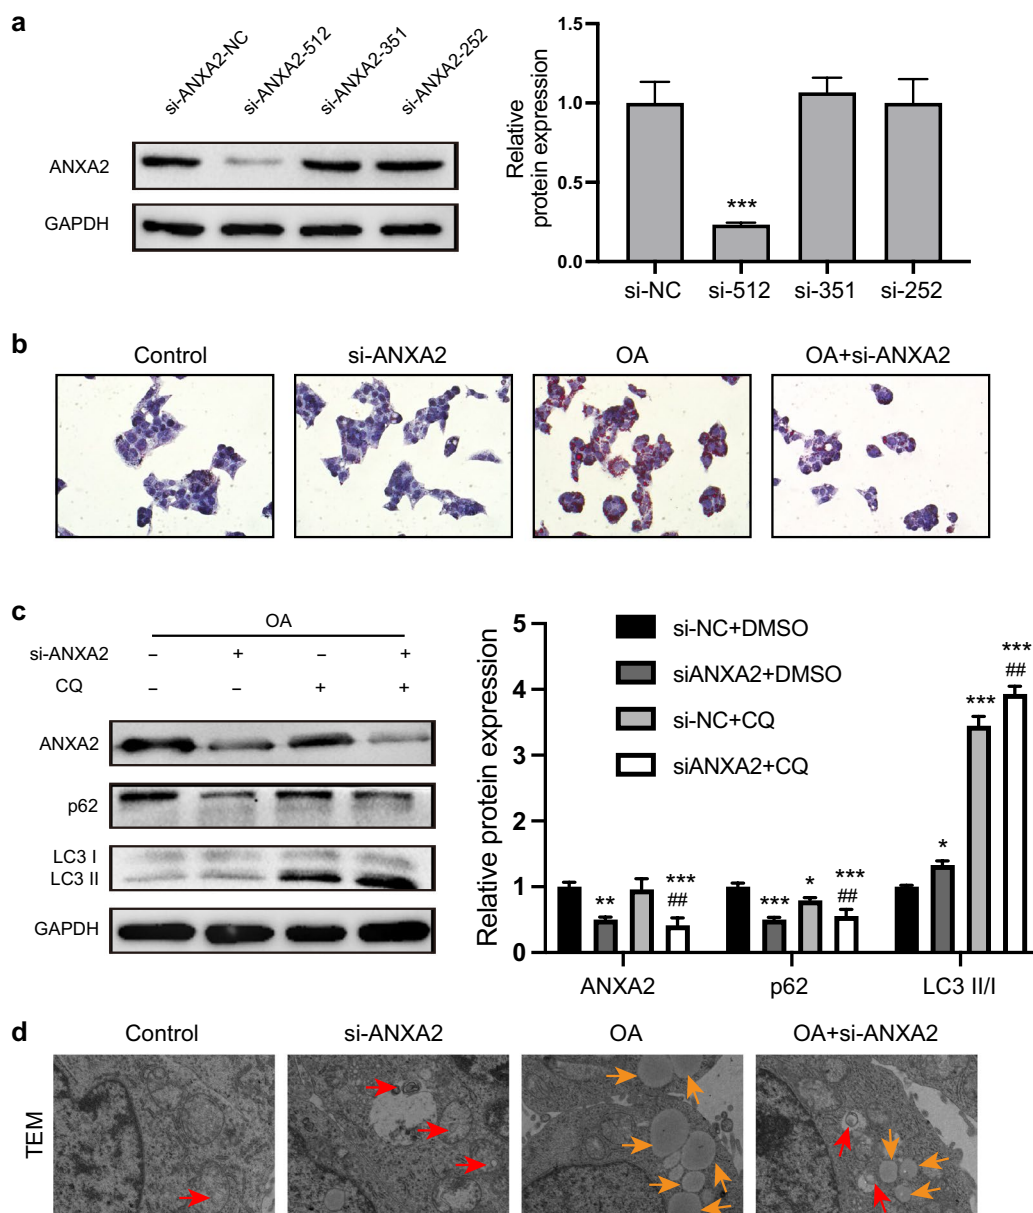 a
si-ANXA2-NC
si-ANXA2-512
si-ANXA2-351
si-ANXA2-252
ANXA2
GAPDH
Relative
protein expression
1.5
1.0
0.5
0.0
***
si-NC si-512 si-351 si-252
b
Control si-ANXA2 OA OA+si-ANXA2
c
OA
si-ANXA2 – + – +
CQ – – + +
ANXA2
p62
LC3 I
LC3 II
GAPDH
Relative protein expression
5
4
3
2
1
0
si-NC+DMSO
siANXA2+DMSO
si-NC+CQ
siANXA2+CQ
** *** ##
*** * *** ##
* *** *** ##
ANXA2 p62 LC3 II/I
d
Control si-ANXA2 OA OA+si-ANXA2
TEM